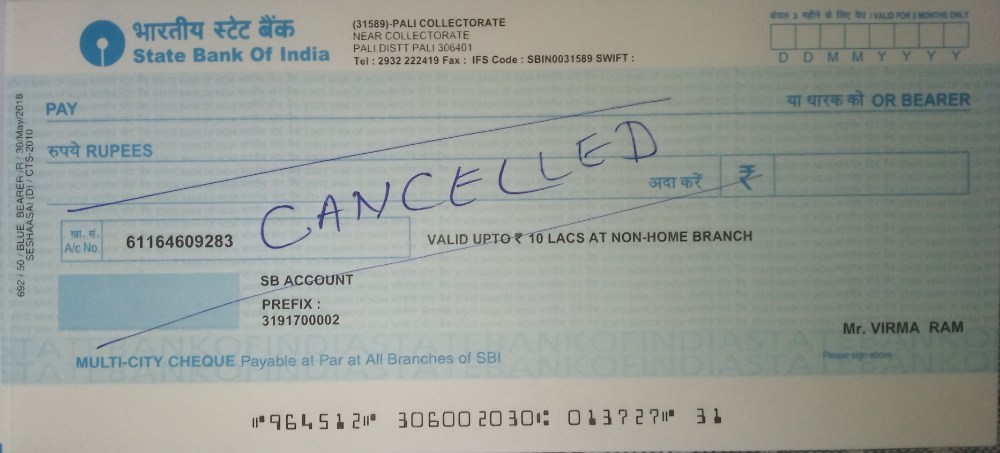 भारतीय स्टेट बैंक
State Bank Of India
(31589)-PALI COLLECTORATE
NEAR COLLECTORATE
PALI DISTT PALI 306401
Tel : 2932 222419 Fax : IFS Code : SBIN0031589 SWIFT :
केवल 3 महीने के लिए वैध / VALID FOR 3 MONTHS ONLY
D D M M Y Y Y Y
PAY
या धारक को OR BEARER
रुपये RUPEES
CANCELLED
अदा करें ₹
खा. सं.
A/c No. 61164609283
VALID UPTO ₹ 10 LACS AT NON-HOME BRANCH
SB ACCOUNT
PREFIX :
3191700002
Mr. VIRMA RAM
MULTI-CITY CHEQUE Payable at Par at All Branches of SBI
Please sign above
⑈964512⑈ 306002030⑆ 013727⑈ 31
692 / 50 / BLUE_BEARER /R / 30/May/2018
SESHAASAI (D) / CTS-2010
STATEBANKOFINDIASTATEBANKO
STATEBANKOFINDIASTATEBANKOF